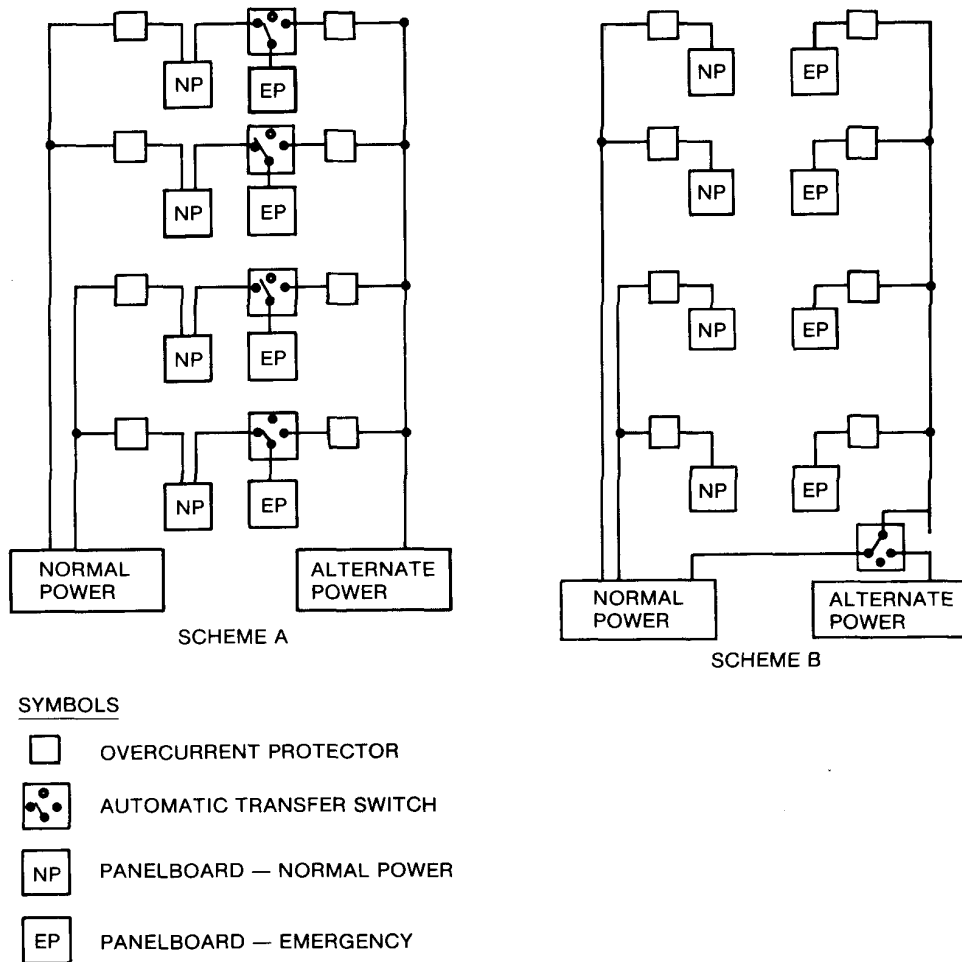 NP
EP
NP
EP
NP
EP
NP
EP
NORMAL
POWER
ALTERNATE
POWER
SCHEME A
NP
EP
NP
EP
NP
EP
NP
EP
NORMAL
POWER
ALTERNATE
POWER
SCHEME B
SYMBOLS
OVERCURRENT PROTECTOR
AUTOMATIC TRANSFER SWITCH
NP PANELBOARD — NORMAL POWER
EP PANELBOARD — EMERGENCY